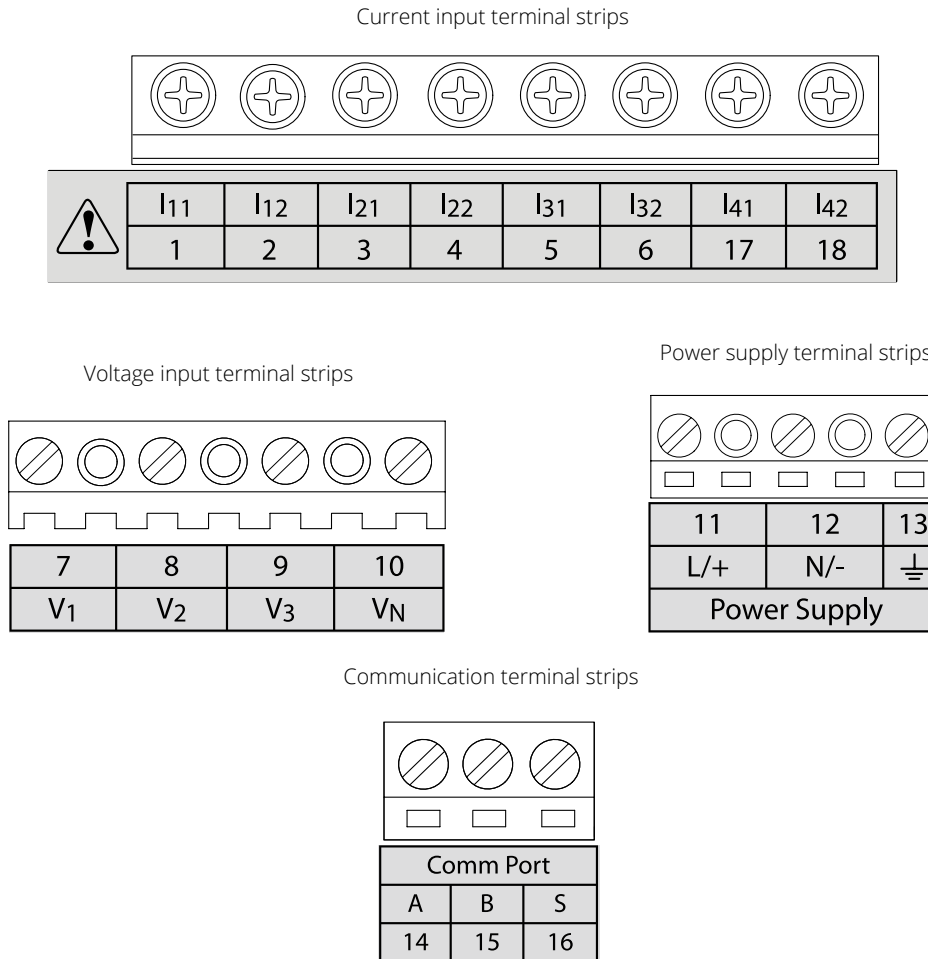 Current input terminal strips
I11 I12 I21 I22 I31 I32 I41 I42
1 2 3 4 5 6 17 18
Voltage input terminal strips
7 8 9 10
V1 V2 V3 VN
Power supply terminal strips
11 12 13
L/+ N/-
Power Supply
Communication terminal strips
Comm Port
A B S
14 15 16